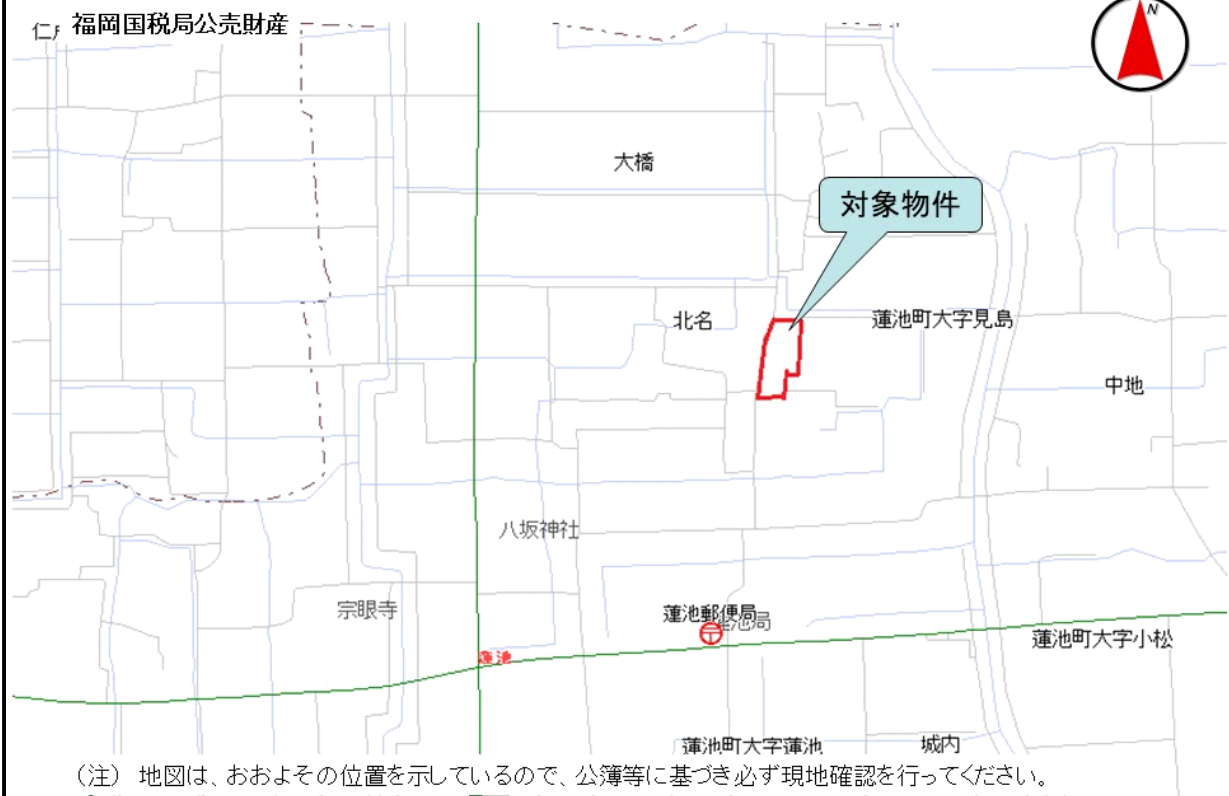 福岡国税局公売財産
仁
N
大橋
対象物件
北名
蓮池町大字見島
中地
八坂神社
宗眼寺
蓮池郵便局
蓮池局
蓮池町大字小松
蓮池
蓮池町大字蓮池
城内
（注） 地図は、おおよその位置を示しているので、公簿等に基づき必ず現地確認を行ってください。